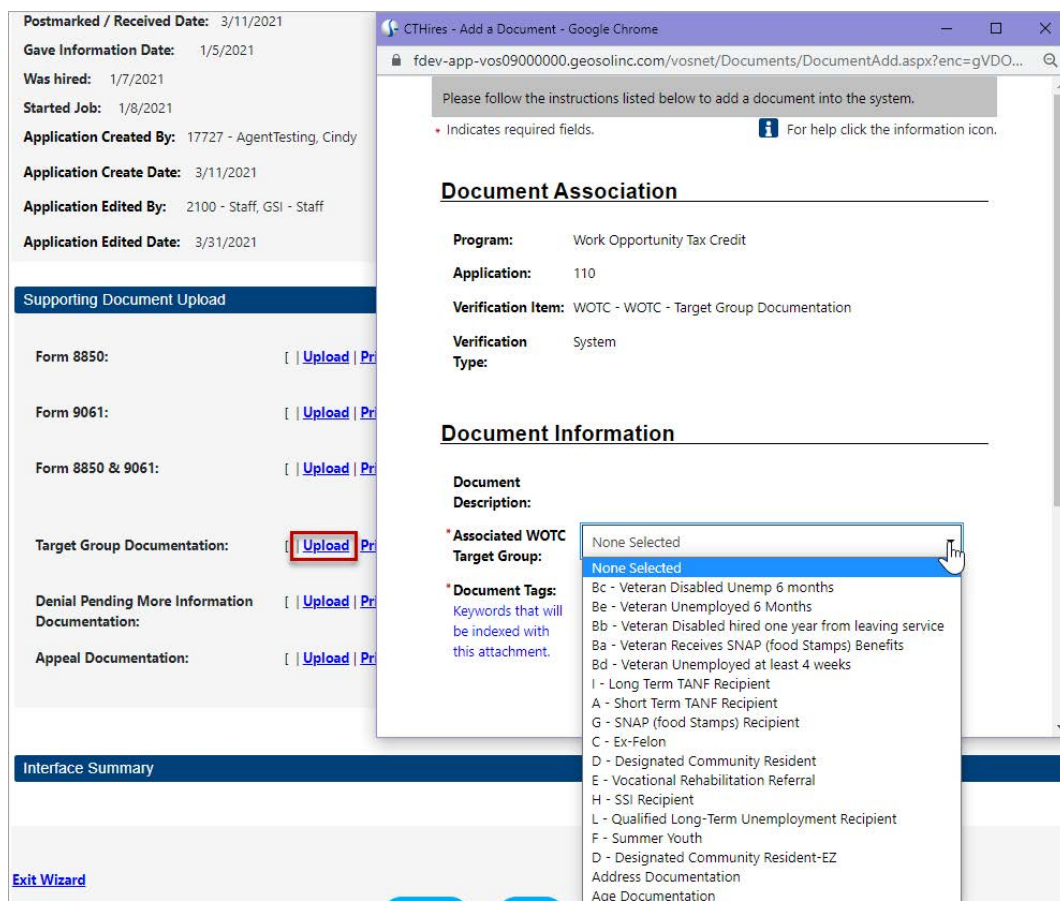 Postmarked / Received Date: 3/11/2021
Gave Information Date: 1/5/2021
Was hired: 1/7/2021
Started Job: 1/8/2021
Application Created By: 17727 - AgentTesting, Cindy
Application Create Date: 3/11/2021
Application Edited By: 2100 - Staff, GSI - Staff
Application Edited Date: 3/31/2021
Supporting Document Upload
Form 8850: [ | Upload | Pri
Form 9061: [ | Upload | Pri
Form 8850 & 9061: [ | Upload | Pri
Target Group Documentation: [ | Upload | Pri
Denial Pending More Information [ | Upload | Pri
Documentation:
Appeal Documentation: [ | Upload | Pri
Interface Summary
Exit Wizard
CTHires - Add a Document - Google Chrome
fdev-app-vos09000000.geosolinc.com/vosnet/Documents/DocumentAdd.aspx?enc=gVDO...
Please follow the instructions listed below to add a document into the system.
* Indicates required fields. i For help click the information icon.
Document Association
Program: Work Opportunity Tax Credit
Application: 110
Verification Item: WOTC - WOTC - Target Group Documentation
Verification System
Type:
Document Information
Document
Description:
* Associated WOTC None Selected
Target Group:
* Document Tags:
Keywords that will
be indexed with
this attachment.
None Selected
Bc - Veteran Disabled Unemp 6 months
Be - Veteran Unemployed 6 Months
Bb - Veteran Disabled hired one year from leaving service
Ba - Veteran Receives SNAP (food Stamps) Benefits
Bd - Veteran Unemployed at least 4 weeks
I - Long Term TANF Recipient
A - Short Term TANF Recipient
G - SNAP (food Stamps) Recipient
C - Ex-Felon
D - Designated Community Resident
E - Vocational Rehabilitation Referral
H - SSI Recipient
L - Qualified Long-Term Unemployment Recipient
F - Summer Youth
D - Designated Community Resident-EZ
Address Documentation
Age Documentation